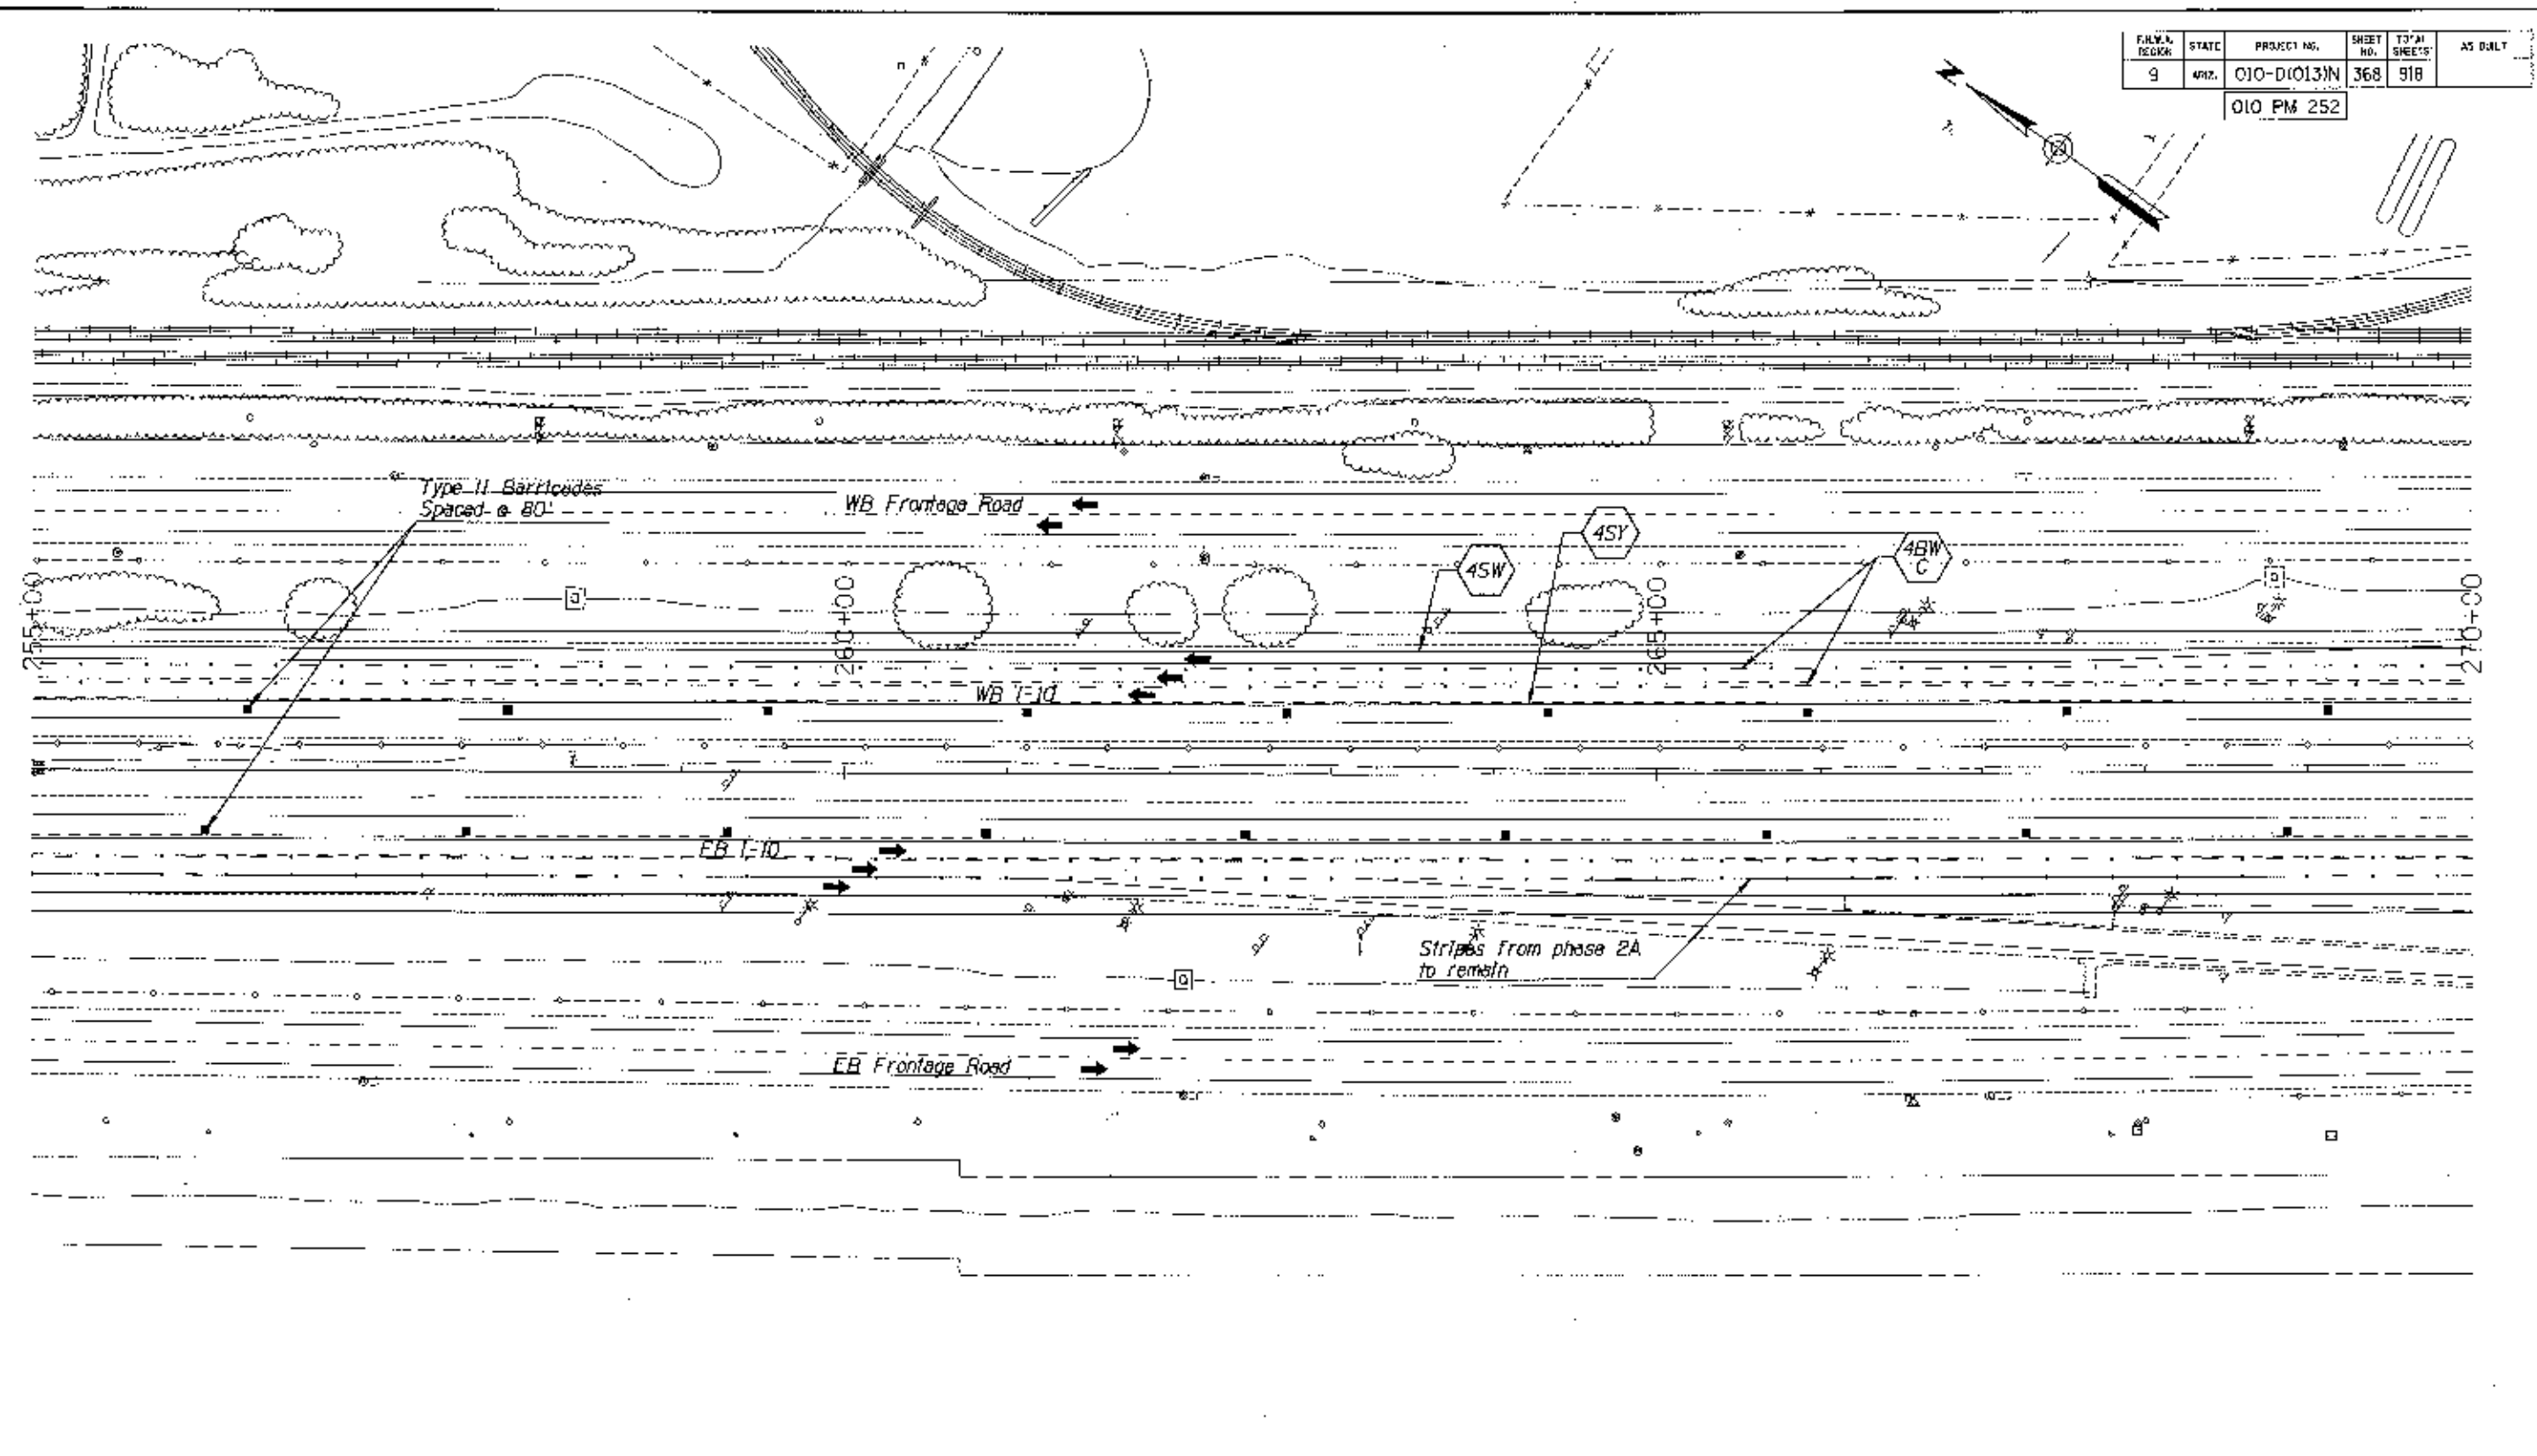 F.H.W.A. REGION
STATE
PROJECT NO.
SHEET NO.
TOTAL SHEETS
AS BUILT
9
ARIZ.
010-D(013)N
368
918
010 PM 252
N
Type II Barricades
Spaced @ 80'
WB Frontage Road
4SY
4SW
4BW
C
255+00
260+00
265+00
270+00
WB I-10
EB I-10
Stripes from phase 2A
to remain
EB Frontage Road